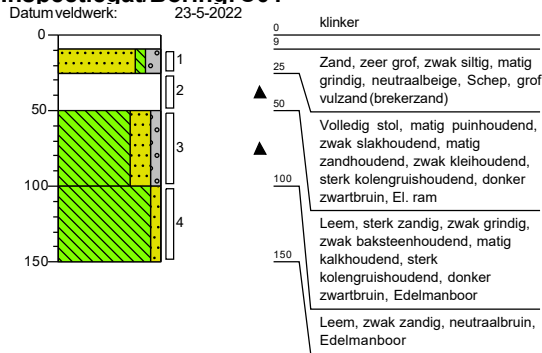 Datum veldwerk: 23-5-2022
0
50
100
150
1
2
3
4
0
klinker
9
Zand, zeer grof, zwak siltig, matig
25
grindig, neutraalbeige, Schep, grof
vulzand (brekerzand)
50
Volledig stol, matig puinhoudend,
zwak slakhoudend, matig
zandhoudend, zwak kleihoudend,
sterk kolengruishoudend, donker
100
zwartbruin, El. ram
Leem, sterk zandig, zwak grindig,
zwak baksteenhoudend, matig
kalkhoudend, sterk
150
kolengruishoudend, donker
zwartbruin, Edelmanboor
Leem, zwak zandig, neutraalbruin,
Edelmanboor